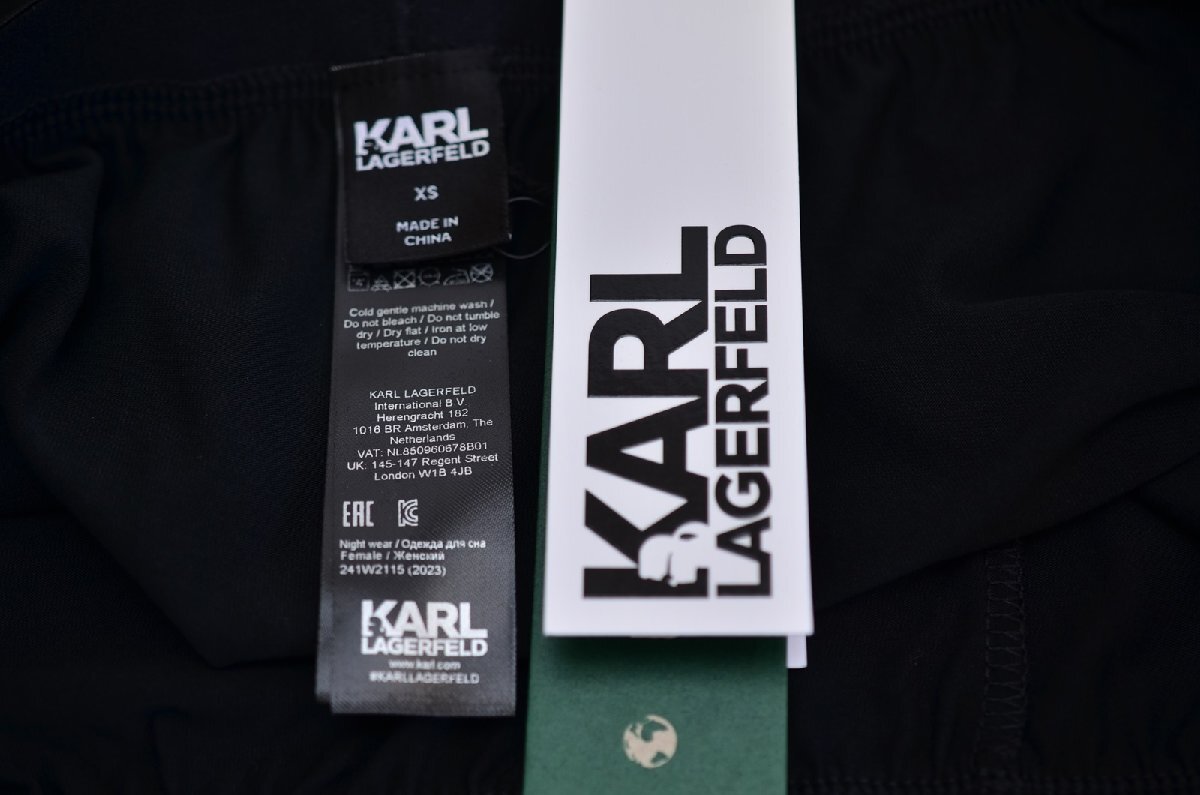 KARL
LAGERFELD
XS
MADE IN
CHINA
Cold gentle machine wash /
Do not bleach / Do not tumble
dry / Dry flat / Iron at low
temperature / Do not dry
clean
KARL LAGERFELD
International B.V.
Herengracht 182
1016 BR Amsterdam, The
Netherlands
VAT: NL850960678B01
UK: 145-147 Regent Street
London W1B 4JB
EAC
Night wear / Одежда для сна
Female / Женский
241W2115 (2023)
KARL
LAGERFELD
www.karl.com
#KARLLAGERFELD
KARL
LAGERFELD